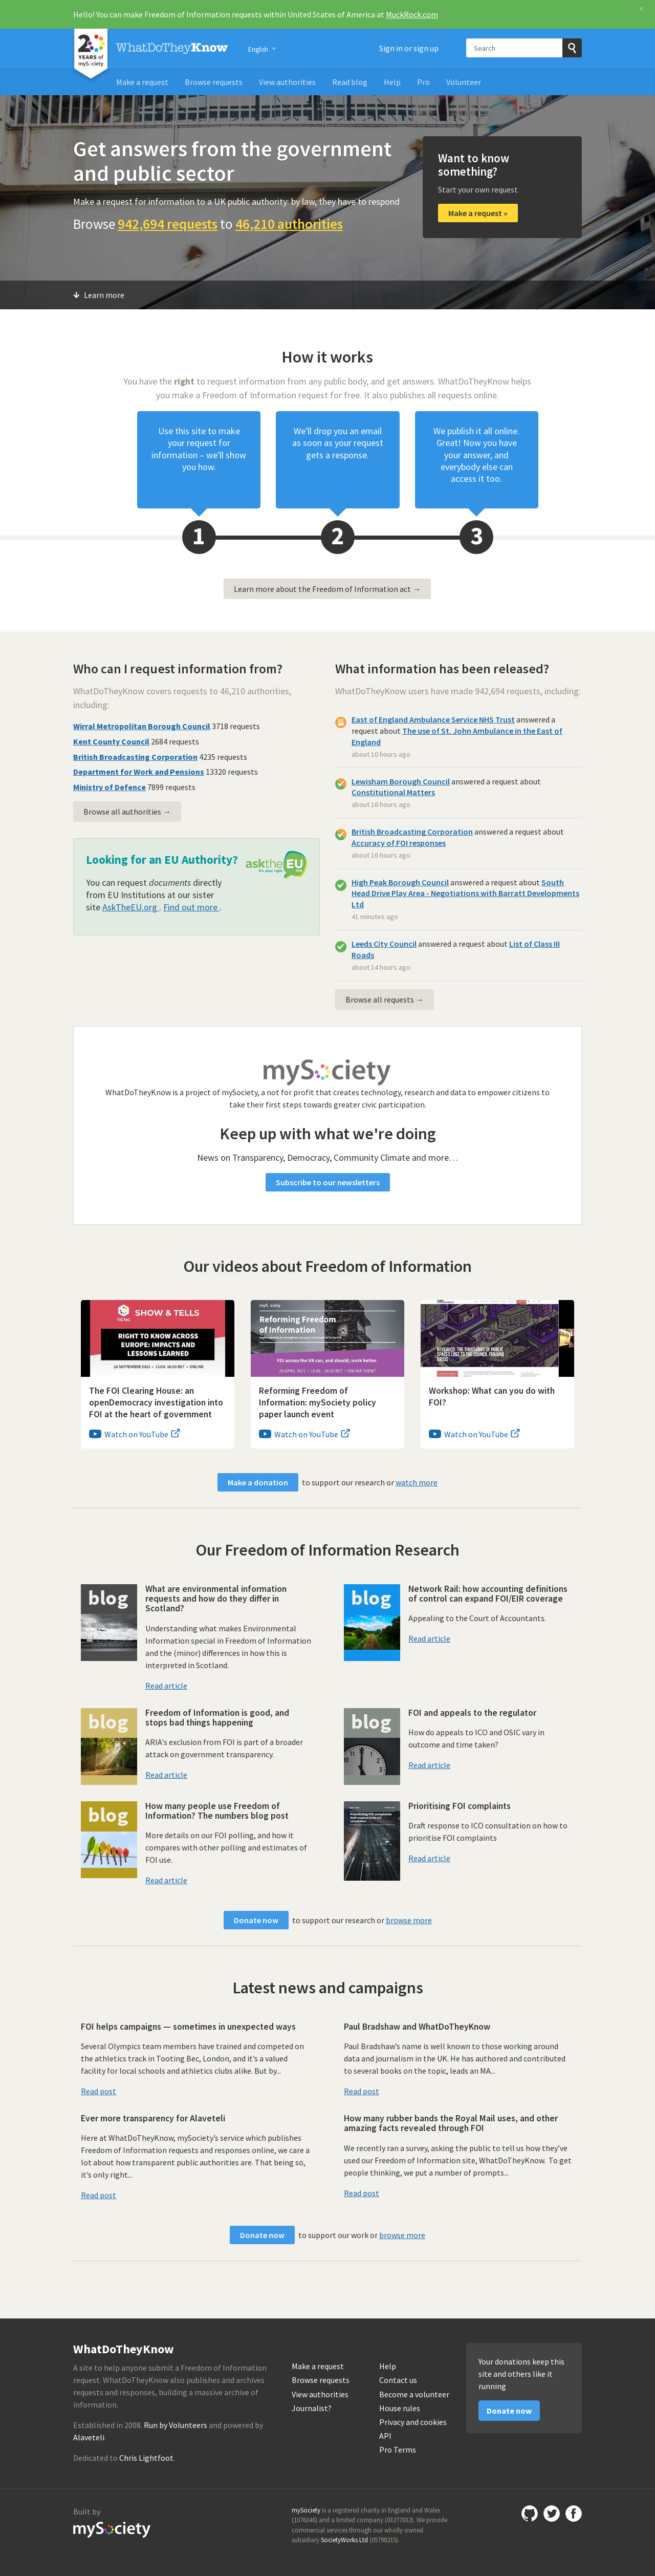 Hello! You can make Freedom of Information requests within United States of America at MuckRock.com
×
20
YEARS of
mySociety
WhatDoTheyKnow
English
Sign in or sign up
Search
Make a request
Browse requests
View authorities
Read blog
Help
Pro
Volunteer
Get answers from the government
and public sector
Make a request for information to a UK public authority: by law, they have to respond
Browse 942,694 requests to 46,210 authorities
Want to know
something?
Start your own request
Make a request »
Learn more
How it works
You have the right to request information from any public body, and get answers. WhatDoTheyKnow helps
you make a Freedom of Information request for free. It also publishes all requests online.
Use this site to make
your request for
information – we'll show
you how.
We'll drop you an email
as soon as your request
gets a response.
We publish it all online.
Great! Now you have
your answer, and
everybody else can
access it too.
1
2
3
Learn more about the Freedom of Information act →
Who can I request information from?
WhatDoTheyKnow covers requests to 46,210 authorities,
including:
Wirral Metropolitan Borough Council 3718 requests
Kent County Council 2684 requests
British Broadcasting Corporation 4235 requests
Department for Work and Pensions 13320 requests
Ministry of Defence 7899 requests
Browse all authorities →
Looking for an EU Authority?
asktheEU
it's your right .org
You can request documents directly
from EU Institutions at our sister
site AskTheEU.org . Find out more .
What information has been released?
WhatDoTheyKnow users have made 942,694 requests, including:
East of England Ambulance Service NHS Trust answered a
request about The use of St. John Ambulance in the East of
England
about 10 hours ago
Lewisham Borough Council answered a request about
Constitutional Matters
about 16 hours ago
British Broadcasting Corporation answered a request about
Accuracy of FOI responses
about 16 hours ago
High Peak Borough Council answered a request about South
Head Drive Play Area - Negotiations with Barratt Developments
Ltd
41 minutes ago
Leeds City Council answered a request about List of Class III
Roads
about 14 hours ago
Browse all requests →
mySociety
WhatDoTheyKnow is a project of mySociety, a not for profit that creates technology, research and data to empower citizens to
take their first steps towards greater civic participation.
Keep up with what we're doing
News on Transparency, Democracy, Community Climate and more…
Subscribe to our newsletters
Our videos about Freedom of Information
TICTeC
SHOW & TELLS
RIGHT TO KNOW ACROSS
EUROPE: IMPACTS AND
LESSONS LEARNED
The FOI Clearing House: an
openDemocracy investigation into
FOI at the heart of government
Watch on YouTube
mySociety
Reforming Freedom
of Information
FOI across the UK can, and should, work better.
Reforming Freedom of
Information: mySociety policy
paper launch event
Watch on YouTube
REVEALED: THE THOUSANDS OF PUBLIC
SPACES LOST TO THE COUNCIL FUNDING
CRISIS
Workshop: What can you do with
FOI?
Watch on YouTube
Make a donation to support our research or watch more
Our Freedom of Information Research
blog
What are environmental information
requests and how do they differ in
Scotland?
Understanding what makes Environmental
Information special in Freedom of Information
and the (minor) differences in how this is
interpreted in Scotland.
Read article
blog
Network Rail: how accounting definitions
of control can expand FOI/EIR coverage
Appealing to the Court of Accountants.
Read article
blog
Freedom of Information is good, and
stops bad things happening
ARIA's exclusion from FOI is part of a broader
attack on government transparency.
Read article
blog
FOI and appeals to the regulator
How do appeals to ICO and OSIC vary in
outcome and time taken?
Read article
blog
How many people use Freedom of
Information? The numbers blog post
More details on our FOI polling, and how it
compares with other polling and estimates of
FOI use.
Read article
Prioritising FOI complaints
Prioritising FOI complaints
Draft response to ICO consultation on how to
prioritise FOI complaints
Read article
Donate now to support our research or browse more
Latest news and campaigns
FOI helps campaigns — sometimes in unexpected ways
Several Olympics team members have trained and competed on
the athletics track in Tooting Bec, London, and it's a valued
facility for local schools and athletics clubs alike. But by...
Read post
Paul Bradshaw and WhatDoTheyKnow
Paul Bradshaw's name is well known to those working around
data and journalism in the UK. He has authored and contributed
to several books on the topic, leads an MA...
Read post
Ever more transparency for Alaveteli
Here at WhatDoTheyKnow, mySociety's service which publishes
Freedom of Information requests and responses online, we care a
lot about how transparent public authorities are. That being so,
it's only right...
Read post
How many rubber bands the Royal Mail uses, and other
amazing facts revealed through FOI
We recently ran a survey, asking the public to tell us how they've
used our Freedom of Information site, WhatDoTheyKnow. To get
people thinking, we put a number of prompts...
Read post
Donate now to support our work or browse more
WhatDoTheyKnow
A site to help anyone submit a Freedom of Information
request. WhatDoTheyKnow also publishes and archives
requests and responses, building a massive archive of
information.
Established in 2008. Run by Volunteers and powered by
Alaveteli.
Dedicated to Chris Lightfoot.
Make a request
Browse requests
View authorities
Journalist?
Help
Contact us
Become a volunteer
House rules
Privacy and cookies
API
Pro Terms
Your donations keep this
site and others like it
running
Donate now
Built by
mySociety
mySociety is a registered charity in England and Wales
(1076346) and a limited company (03277032). We provide
commercial services through our wholly owned
subsidiary SocietyWorks Ltd (05798215).